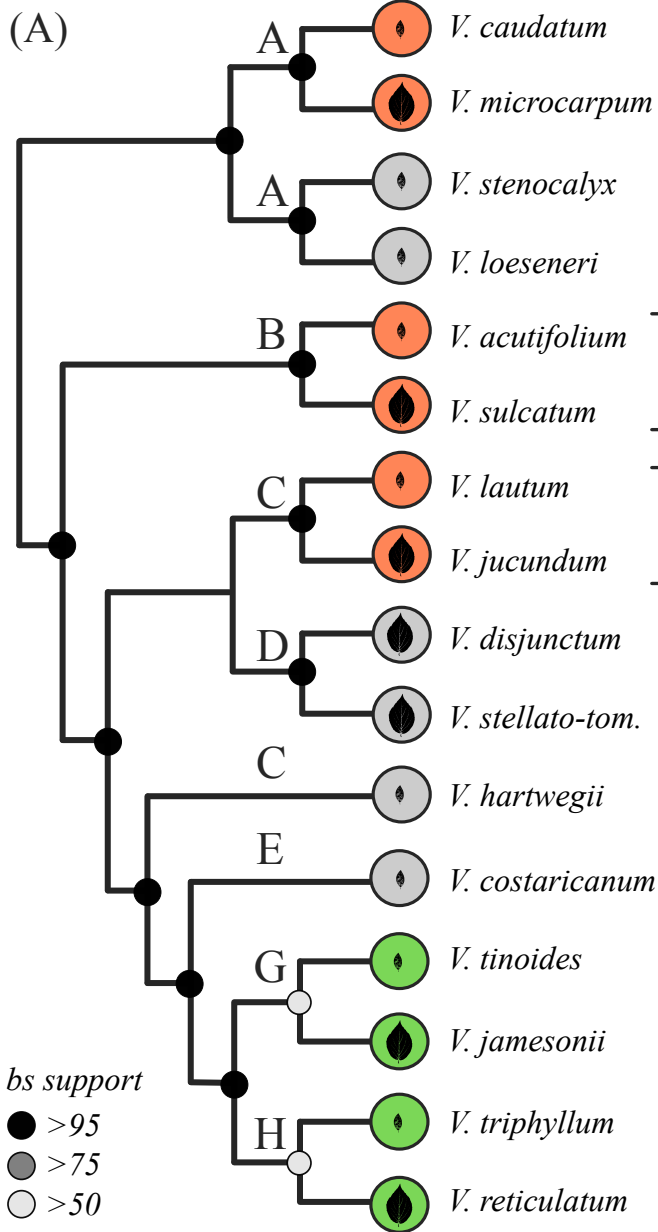 (A)
A
V. caudatum
V. microcarpum
A
V. stenocalyx
V. loeseneri
B
V. acutifolium
V. sulcatum
C
V. lautum
V. jucundum
D
V. disjunctum
V. stellato-tom.
C
V. hartwegii
E
V. costaricanum
G
V. tinoides
V. jamesonii
H
V. triphyllum
V. reticulatum
bs support
>95
>75
>50